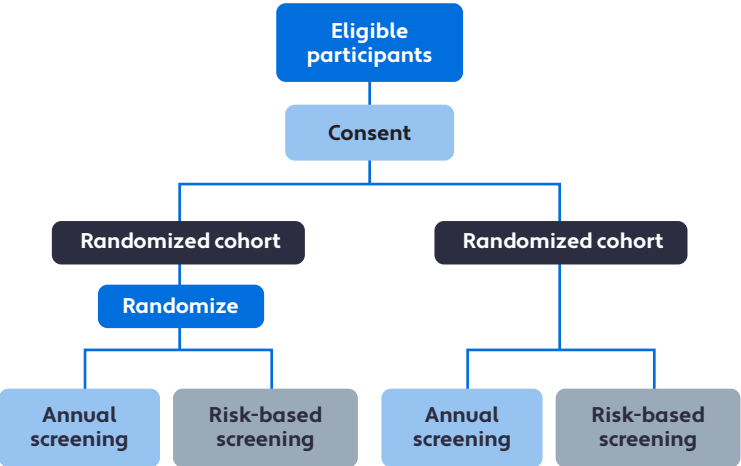 Eligible
participants
Consent
Randomized cohort
Randomized cohort
Randomize
Annual
screening
Risk-based
screening
Annual
screening
Risk-based
screening